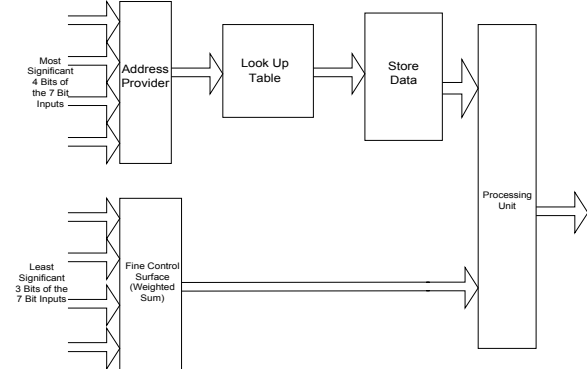 Most
Significant
4 Bits of
the 7 Bit
Inputs
Address
Provider
Look Up
Table
Store
Data
Processing
Unit
Least
Significant
3 Bits of the
7 Bit Inputs
Fine Control
Surface
(Weighted
Sum)